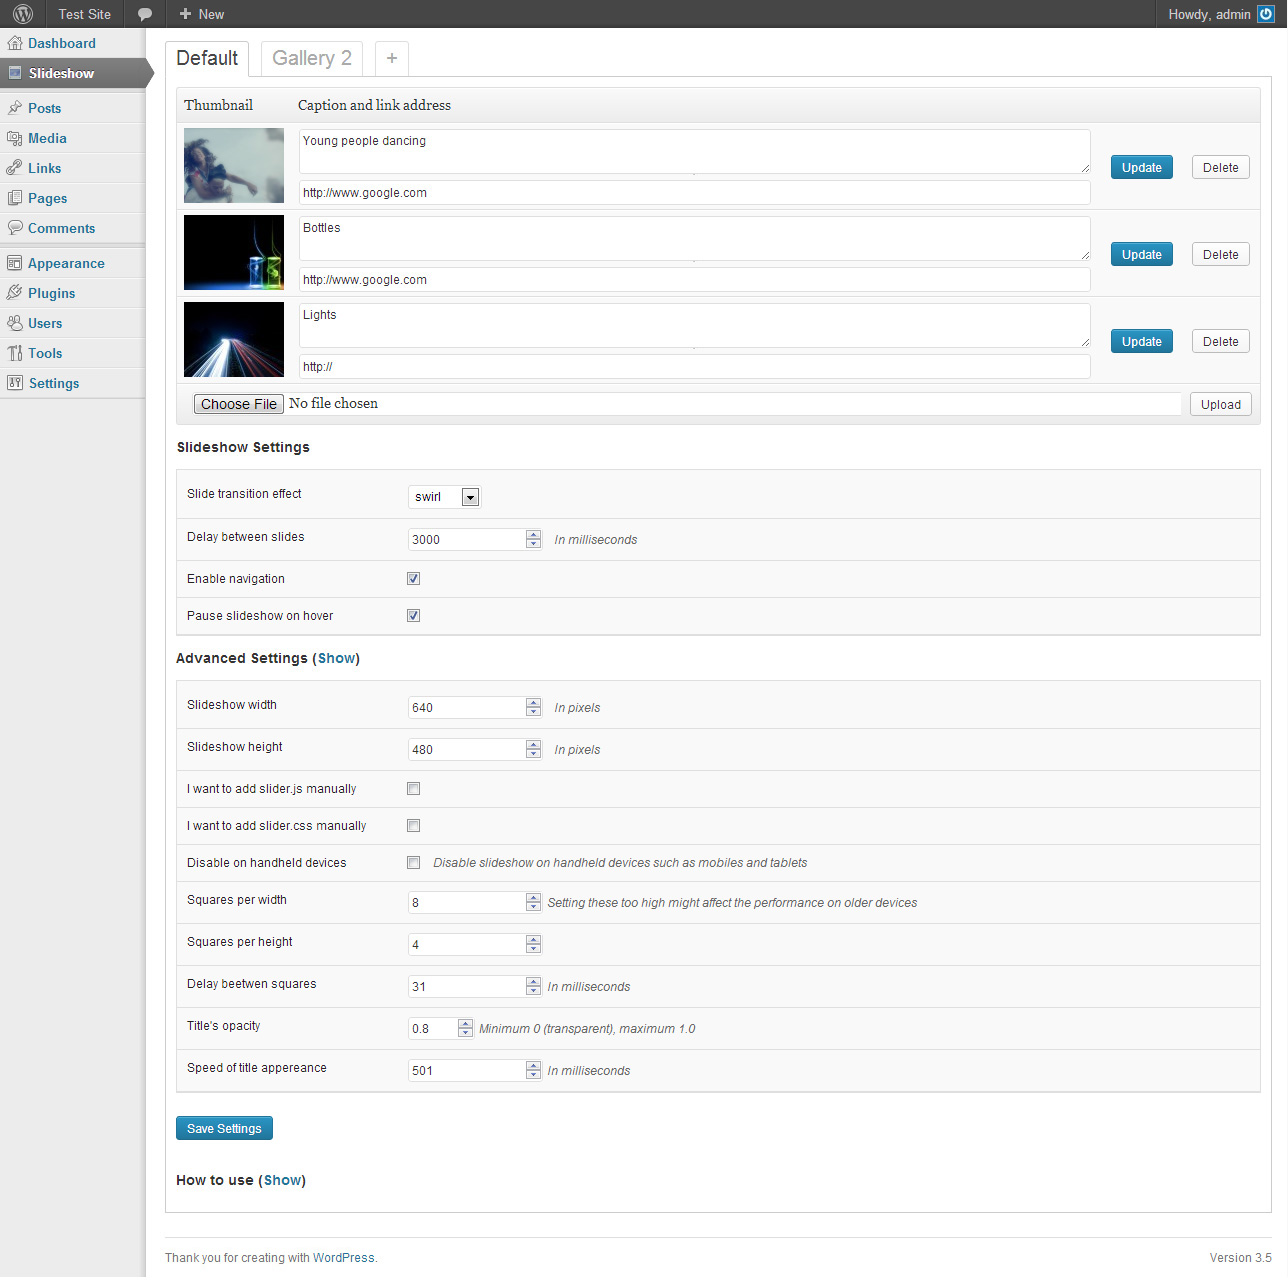 Test Site
New
Howdy, admin
Dashboard
Slideshow
Posts
Media
Links
Pages
Comments
Appearance
Plugins
Users
Tools
Settings
Default
Gallery 2
+
Thumbnail Caption and link address
Young people dancing
http://www.google.com
Update Delete
Bottles
http://www.google.com
Update Delete
Lights
http://
Update Delete
Choose File No file chosen Upload
Slideshow Settings
Slide transition effect swirl
Delay between slides 3000 In milliseconds
Enable navigation
Pause slideshow on hover
Advanced Settings (Show)
Slideshow width 640 In pixels
Slideshow height 480 In pixels
I want to add slider.js manually
I want to add slider.css manually
Disable on handheld devices Disable slideshow on handheld devices such as mobiles and tablets
Squares per width 8 Setting these too high might affect the performance on older devices
Squares per height 4
Delay beetwen squares 31 In milliseconds
Title's opacity 0.8 Minimum 0 (transparent), maximum 1.0
Speed of title appereance 501 In milliseconds
Save Settings
How to use (Show)
Thank you for creating with WordPress. Version 3.5